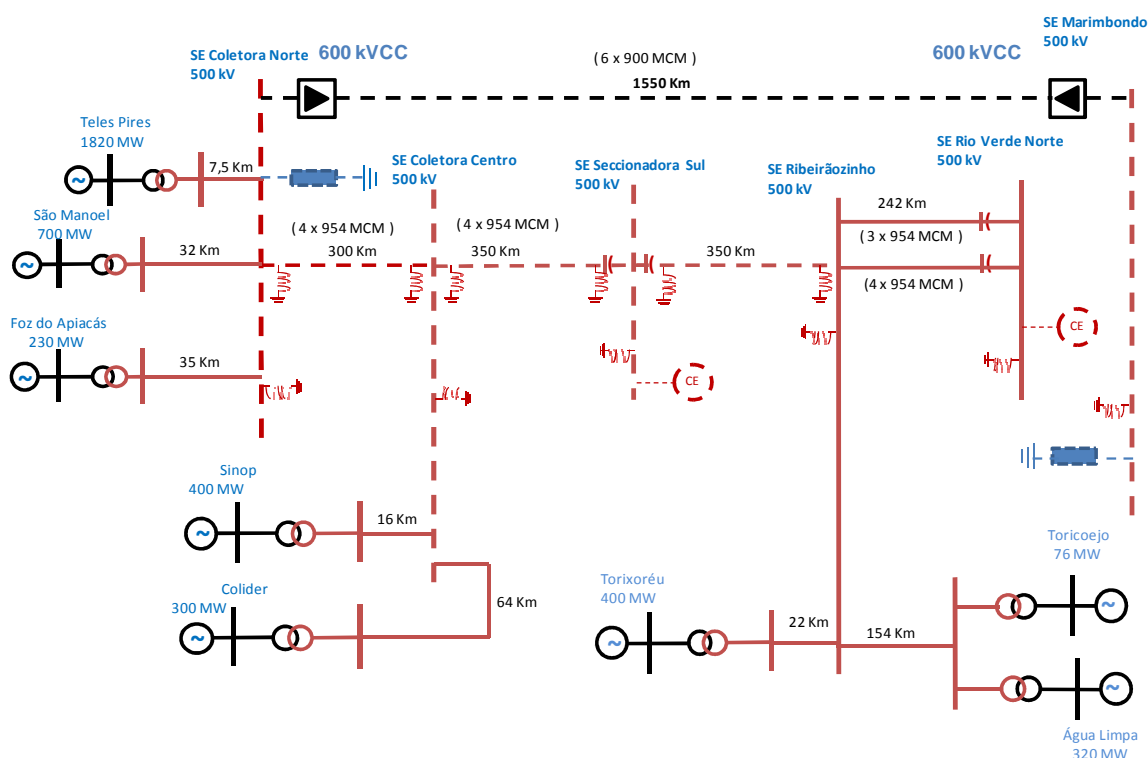 SE Marimbondo
500 kV
SE Coletora Norte
500 kV
600 kVCC
600 kVCC
(6 x 900 MCM )
1550 Km
Teles Pires
1820 MW
7,5 Km
SE Coletora Centro
500 kV
SE Seccionadora Sul
500 kV
SE Ribeirãozinho
500 kV
SE Rio Verde Norte
500 kV
São Manoel
700 MW
32 Km
(4 x 954 MCM )
300 Km
(4 x 954 MCM )
350 Km
350 Km
242 Km
(3 x 954 MCM )
(4 x 954 MCM )
Foz do Apiacás
230 MW
35 Km
CE
CE
Sinop
400 MW
16 Km
Colider
300 MW
64 Km
Torixoréu
400 MW
22 Km
154 Km
Toricoejo
76 MW
Água Limpa
320 MW
~
~
~
~
~
~
~
~